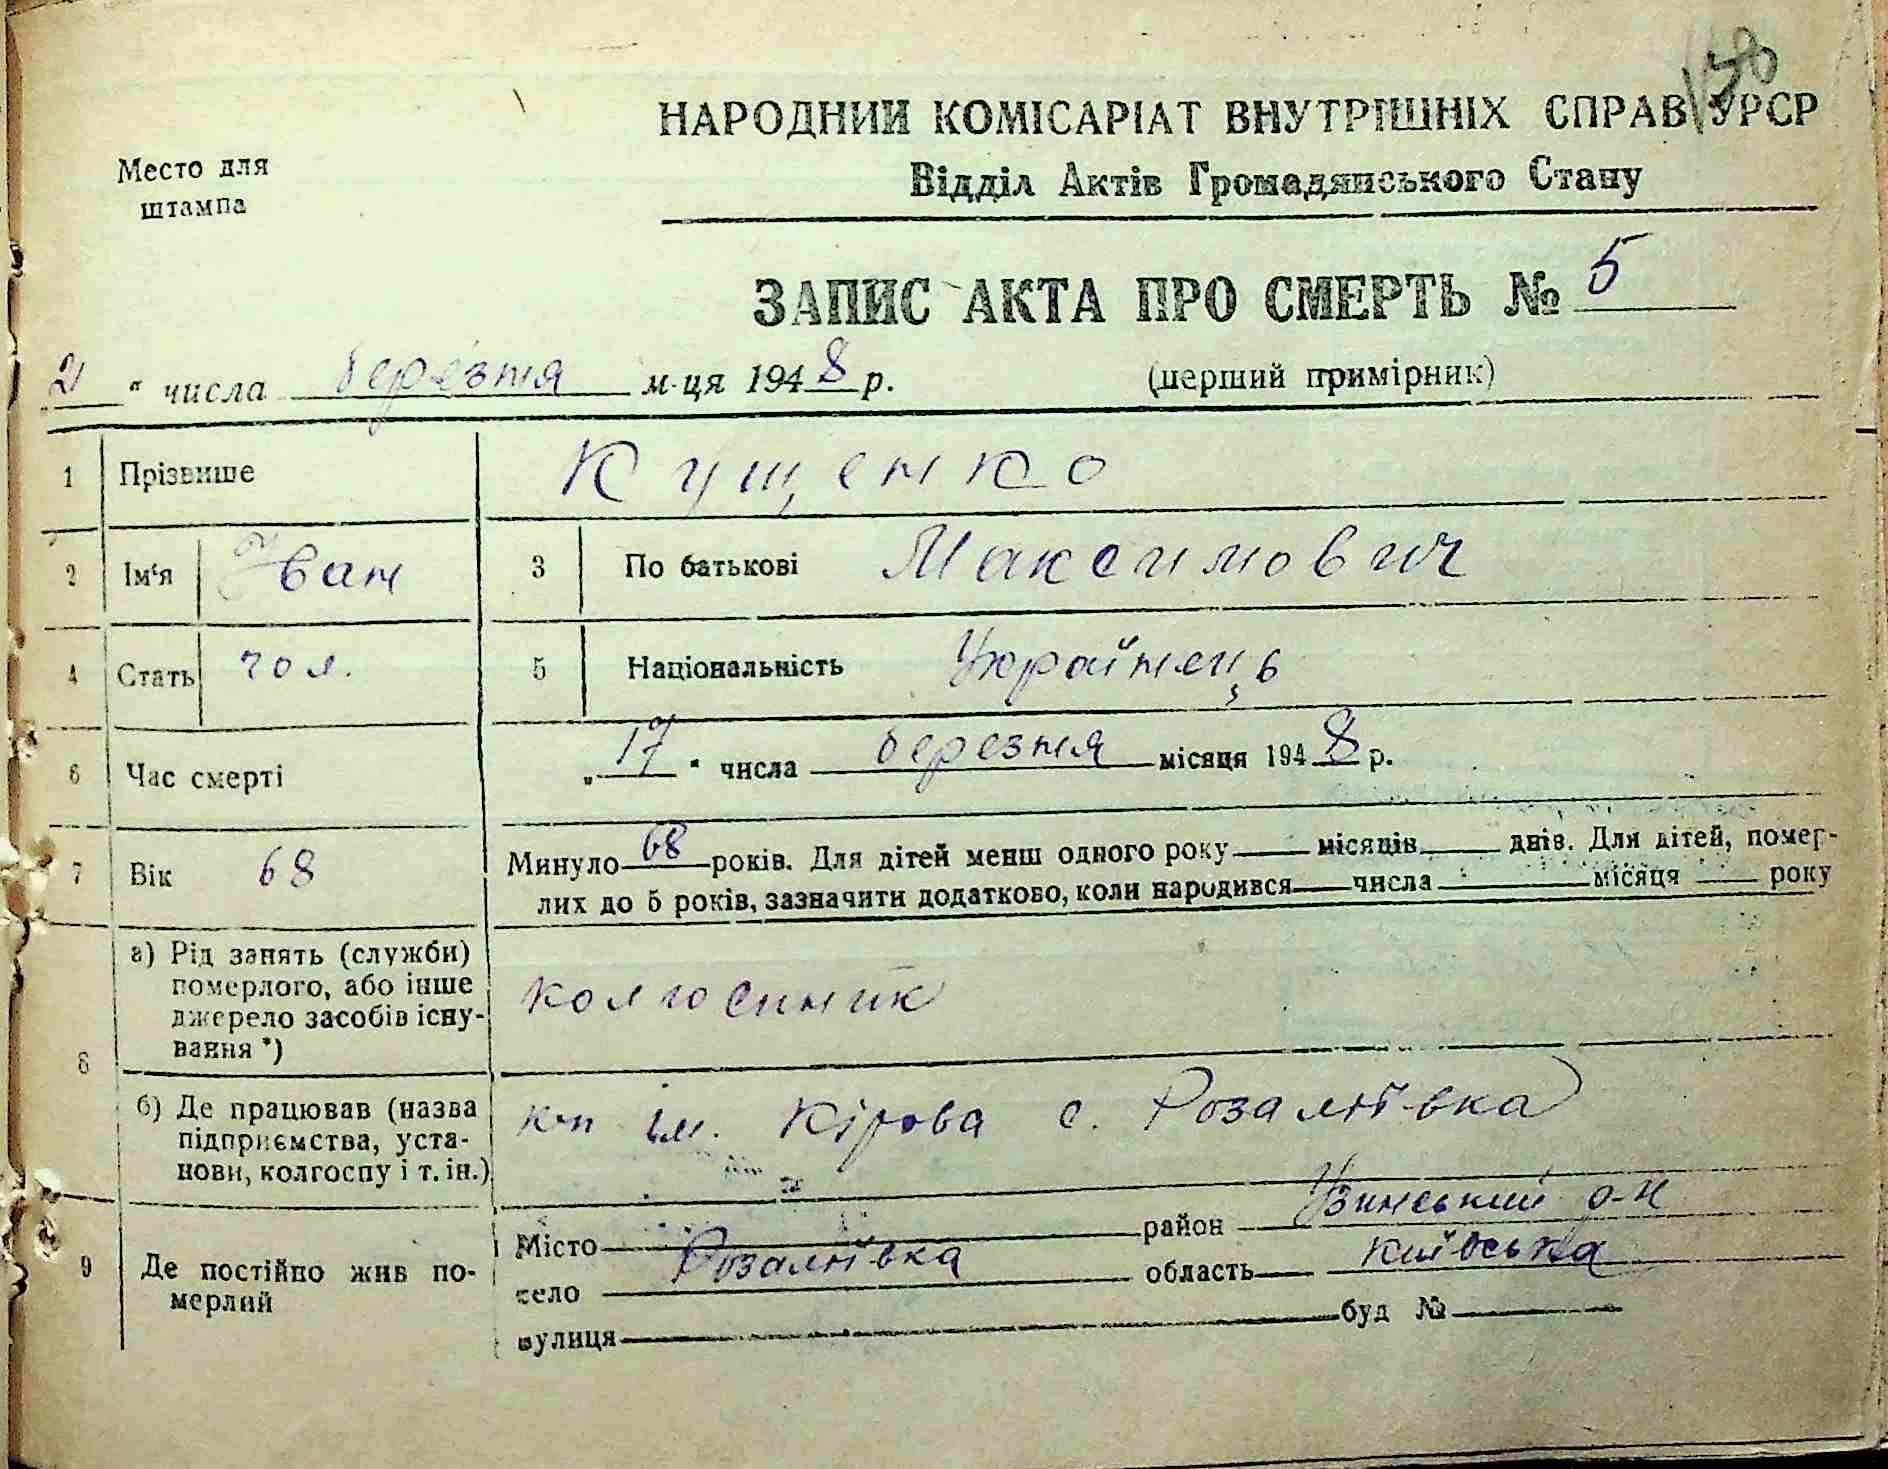 НАРОДНИЙ КОМІСАРІАТ ВНУТРІШНІХ СПРАВ УРСР
Место для
штампа
Відділ Актів Громадянського Стану
ЗАПИС АКТА ПРО СМЕРТЬ № 5
21 " числа березня м-ця 1948 р. (перший примірник)
1 Прізвище Кущенко
2 Ім'я Іван 3 По батькові Максимович
4 Стать чол. 5 Національність Українець
6 Час смерті „17" числа березня місяця 1948 р.
7 Вік 68 Минуло 68 років. Для дітей менш одного року місяців днів. Для дітей, помер-
лих до 5 років, зазначити додатково, коли народився числа місяця року
8 а) Рід занять (служби)
померлого, або інше
джерело засобів існу-
вання *)
колгоспник
б) Де працював (назва
підприємства, уста-
нови, колгоспу і т. ін.)
к-п ім. Кірова с. Розаліївка
9 Де постійно жив по-
мерлий
Місто район Узинський р-н
село Розаліївка область київська
вулиця буд №